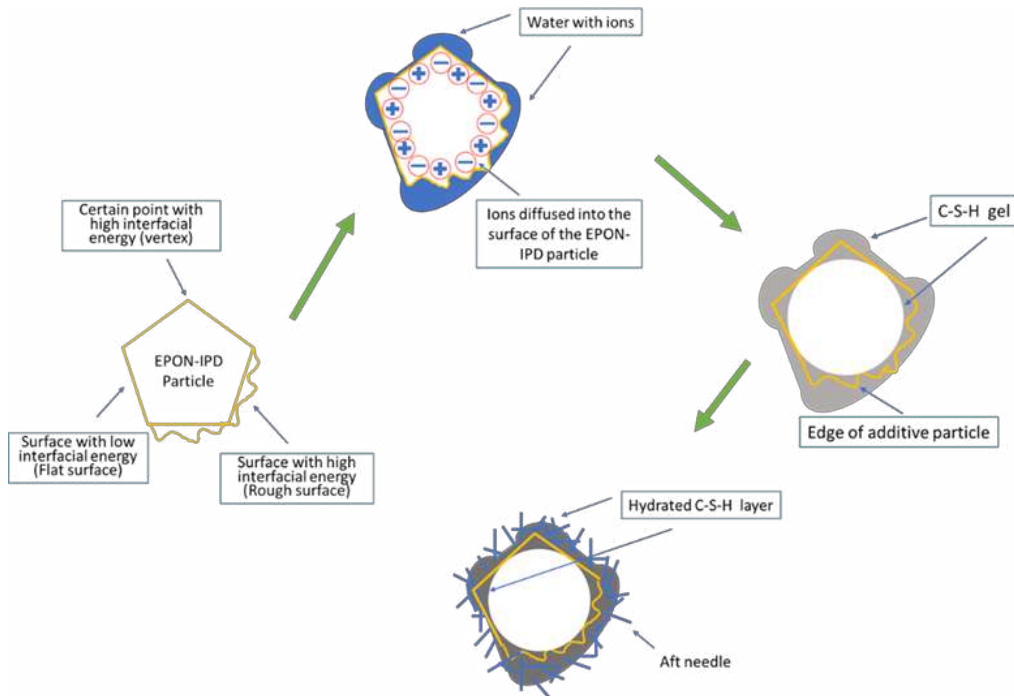 Water with ions
Ions diffused into the
surface of the EPON-
IPD particle
Certain point with
high interfacial
energy (vertex)
EPON-IPD
Particle
Surface with low
interfacial energy
(Flat surface)
Surface with high
interfacial energy
(Rough surface)
C-S-H gel
Edge of additive particle
Hydrated C-S-H layer
Aft needle